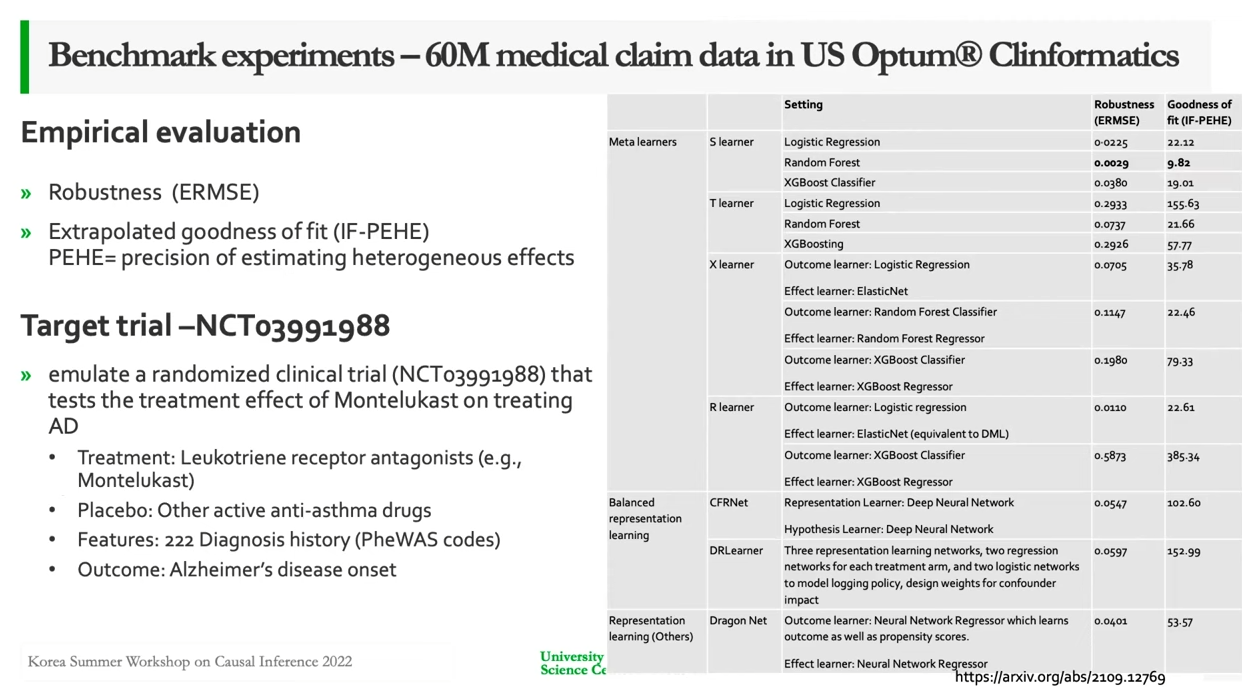 Benchmark experiments – 60M medical claim data in US Optum® Clinformatics
Empirical evaluation
» Robustness (ERMSE)
» Extrapolated goodness of fit (IF-PEHE)
PEHE= precision of estimating heterogeneous effects
Target trial –NCT03991988
» emulate a randomized clinical trial (NCT03991988) that
tests the treatment effect of Montelukast on treating
AD
• Treatment: Leukotriene receptor antagonists (e.g.,
Montelukast)
• Placebo: Other active anti-asthma drugs
• Features: 222 Diagnosis history (PheWAS codes)
• Outcome: Alzheimer's disease onset
Setting Robustness Goodness of
(ERMSE) fit (IF-PEHE)
Meta learners S learner Logistic Regression 0.0225 22.12
Random Forest 0.0029 9.82
XGBoost Classifier 0.0380 19.01
T learner Logistic Regression 0.2933 155.63
Random Forest 0.0737 21.66
XGBoosting 0.2926 57.77
X learner Outcome learner: Logistic Regression 0.0705 35.78
Effect learner: ElasticNet
Outcome learner: Random Forest Classifier 0.1147 22.46
Effect learner: Random Forest Regressor
Outcome learner: XGBoost Classifier 0.1980 79.33
Effect learner: XGBoost Regressor
R learner Outcome learner: Logistic regression 0.0110 22.61
Effect learner: ElasticNet (equivalent to DML)
Outcome learner: XGBoost Classifier 0.5873 385.34
Effect learner: XGBoost Regressor
Balanced CFRNet Representation Learner: Deep Neural Network 0.0547 102.60
representation
learning Hypothesis Learner: Deep Neural Network
DRLearner Three representation learning networks, two regression 0.0597 152.99
networks for each treatment arm, and two logistic networks
to model logging policy, design weights for confounder
impact
Representation Dragon Net Outcome learner: Neural Network Regressor which learns 0.0401 53.57
learning (Others) outcome as well as propensity scores.
Effect learner: Neural Network Regressor
Korea Summer Workshop on Causal Inference 2022
University
Science Ce
https://arxiv.org/abs/2109.12769